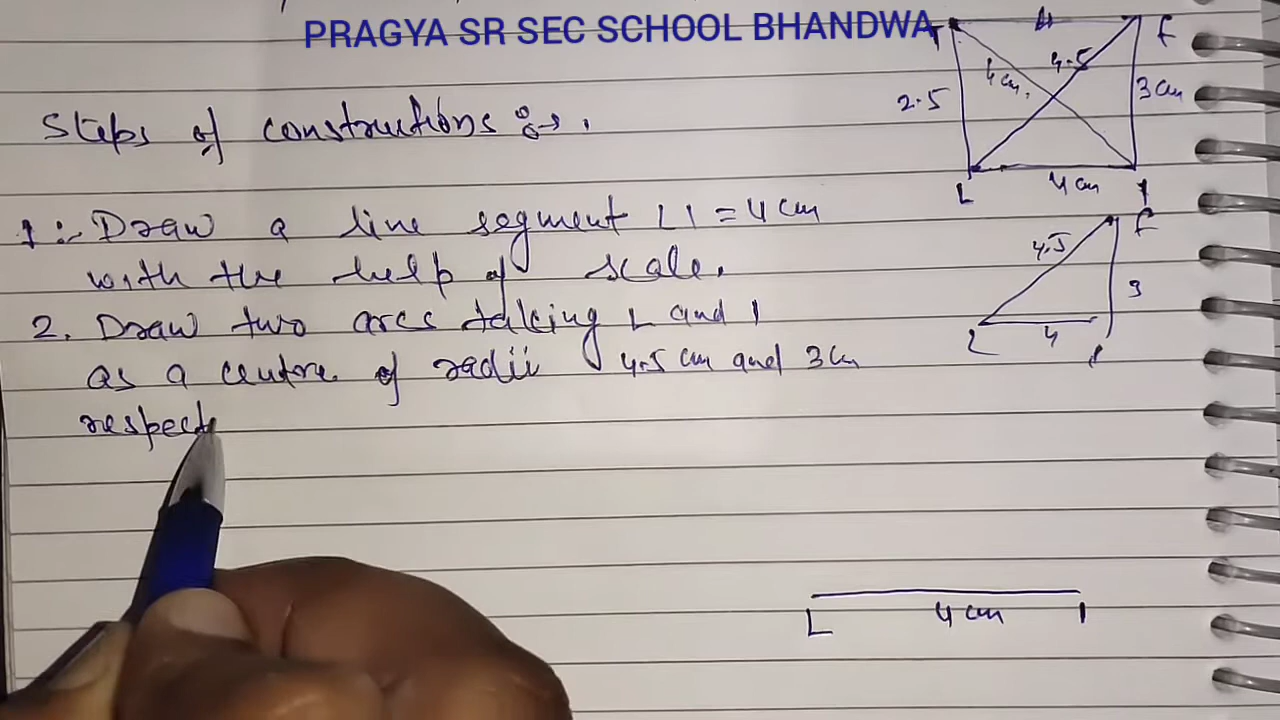 PRAGYA SR SEC SCHOOL BHANDWA
T
F
4 cm.
4.5
2.5
3 cm
L
4 cm
I
Steps of constructions :→.
1:- Draw a line segment LI = 4 cm
with the help of scale.
2. Draw two arcs talking L and I
as a centre of radii 4.5 cm and 3 cm
respect
F
4.5
3
L
4
I
L
4 cm
I